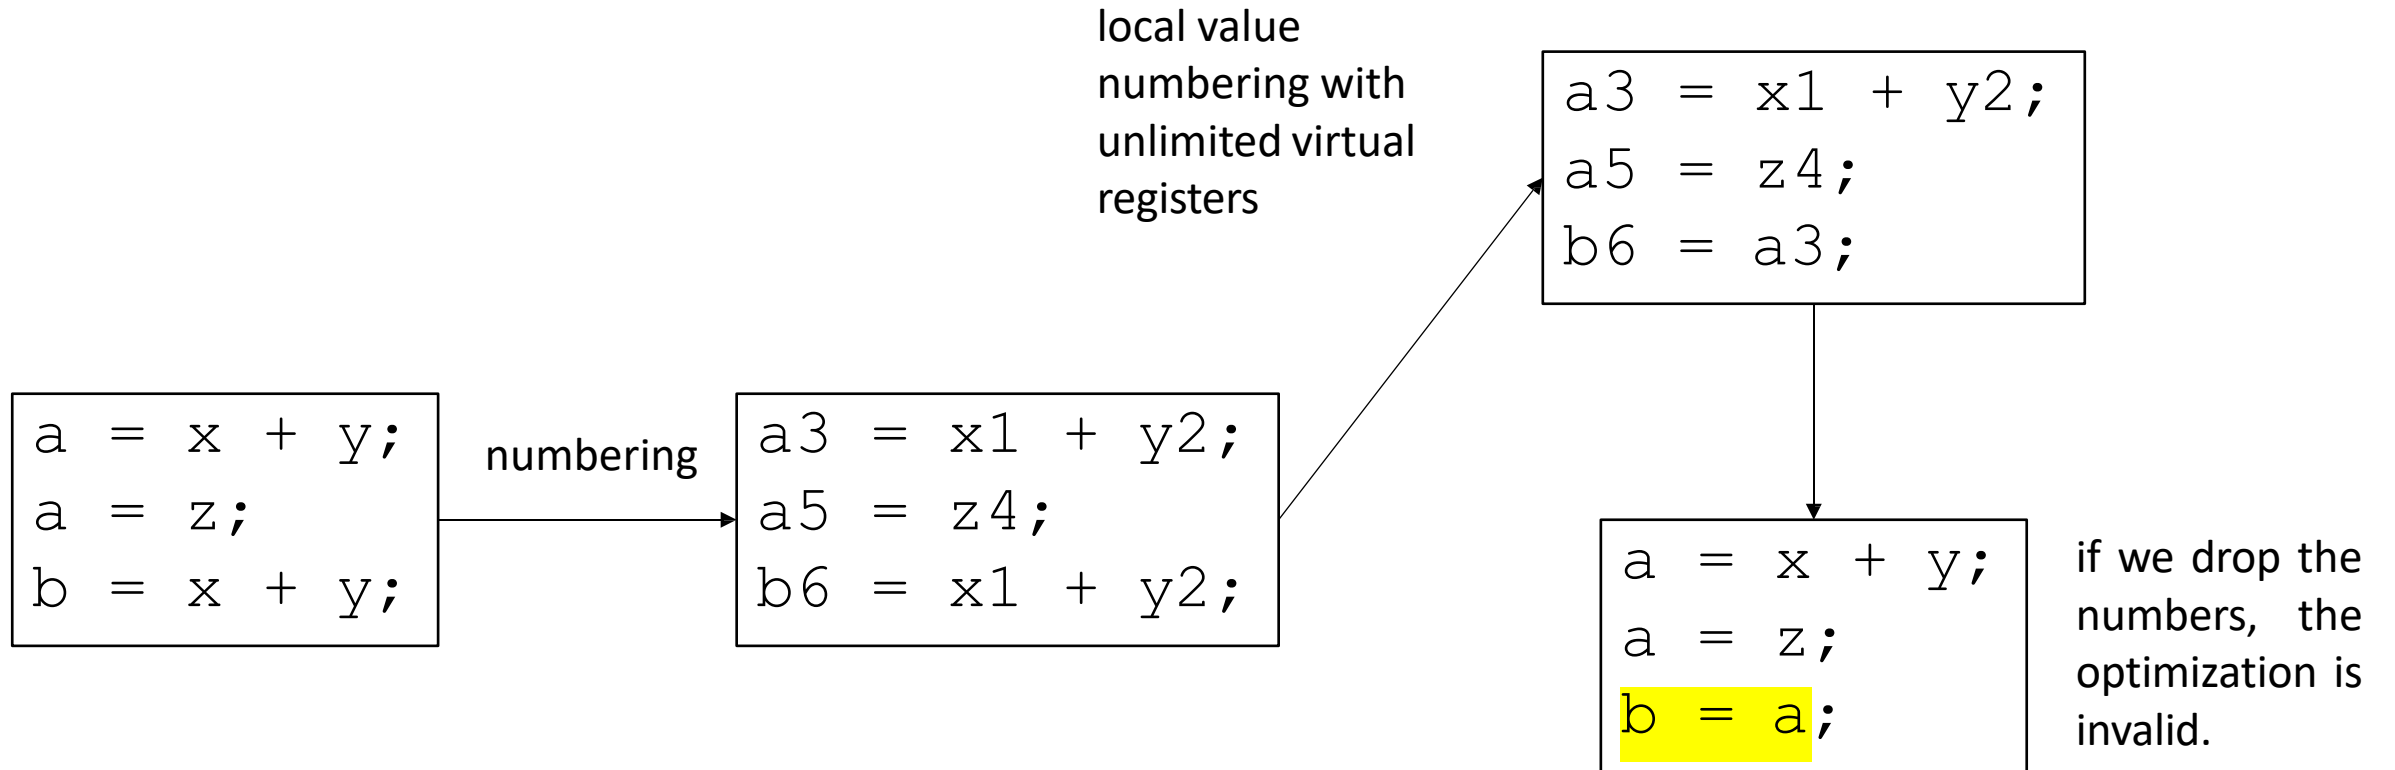 a = x + y;
a = z;
b = x + y;
numbering
a3 = x1 + y2;
a5 = z4;
b6 = x1 + y2;
local value
numbering with
unlimited virtual
registers
a3 = x1 + y2;
a5 = z4;
b6 = a3;
a = x + y;
a = z;
b = a;
if we drop the
numbers, the
optimization is
invalid.